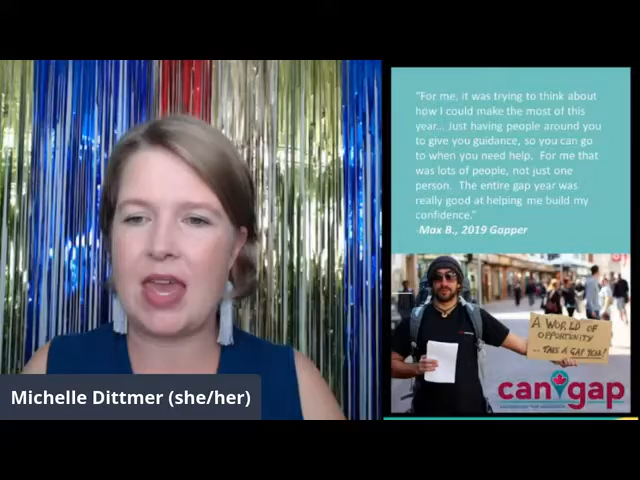 "For me, it was trying to think about
how I could make the most of this
year... Just having people around you
to give you guidance, so you can go
to when you need help.  For me that
was lots of people, not just one
person.  The entire gap year was
really good at helping me build my
confidence."
-Max B., 2019 Gapper
A WORLD OF
OPPORTUNITY
... TAKE A GAP YEAR!
can gap
Michelle Dittmer (she/her)